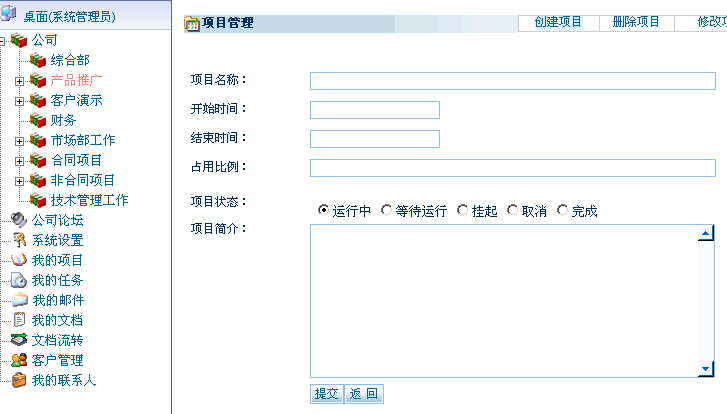 桌面(系统管理员)
公司
综合部
产品推广
客户演示
财务
市场部工作
合同项目
非合同项目
技术管理工作
公司论坛
系统设置
我的项目
我的任务
我的邮件
我的文档
文档流转
客户管理
我的联系人
项目管理
创建项目 删除项目 修改
项目名称：
开始时间：
结束时间：
占用比例：
项目状态： 运行中 等待运行 挂起 取消 完成
项目简介：
提交 返 回